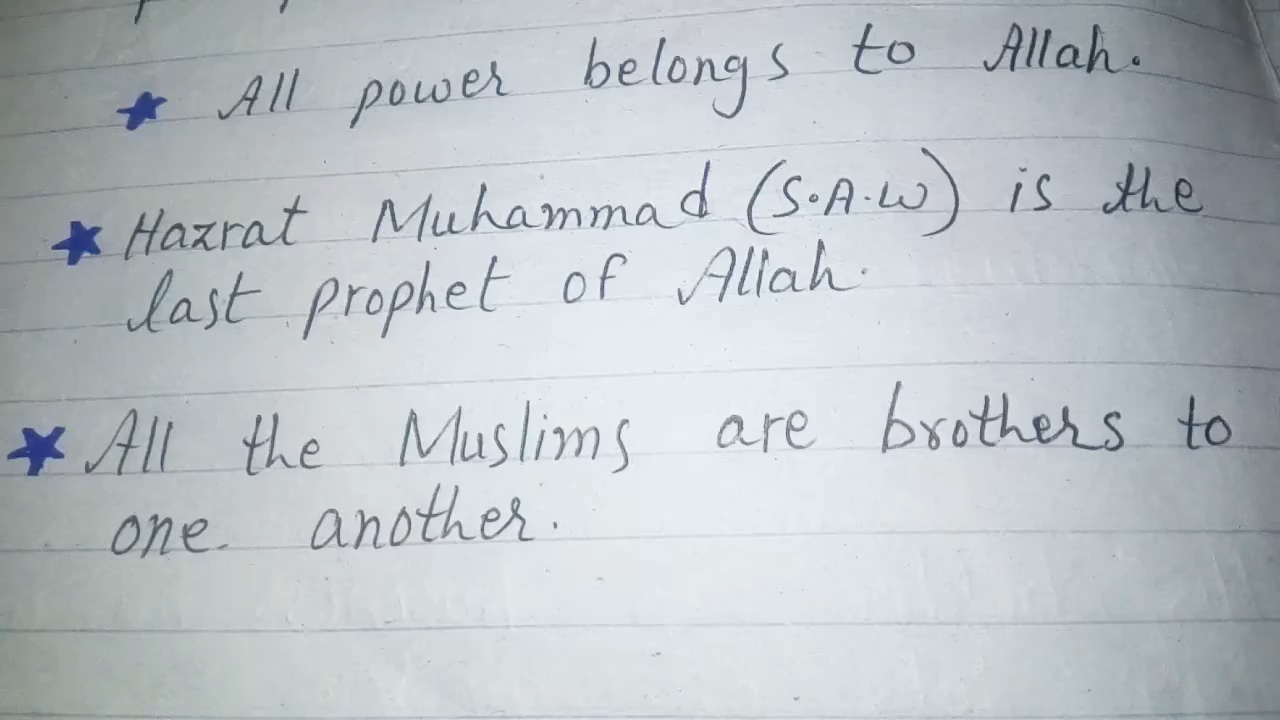 ★ All power belongs to Allah.
★ Hazrat Muhammad (S.A.W) is the
last prophet of Allah.
★ All the Muslims are brothers to
one another.